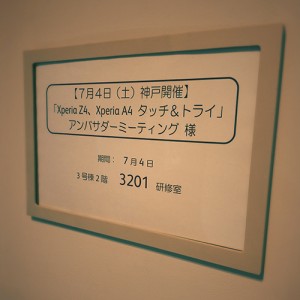 【７月４日（土）神戸開催】
「Xperia Z4、Xperia A4 タッチ＆トライ」
アンバサダーミーティング 様
期間： ７月４日
３号棟２階 3201 研修室